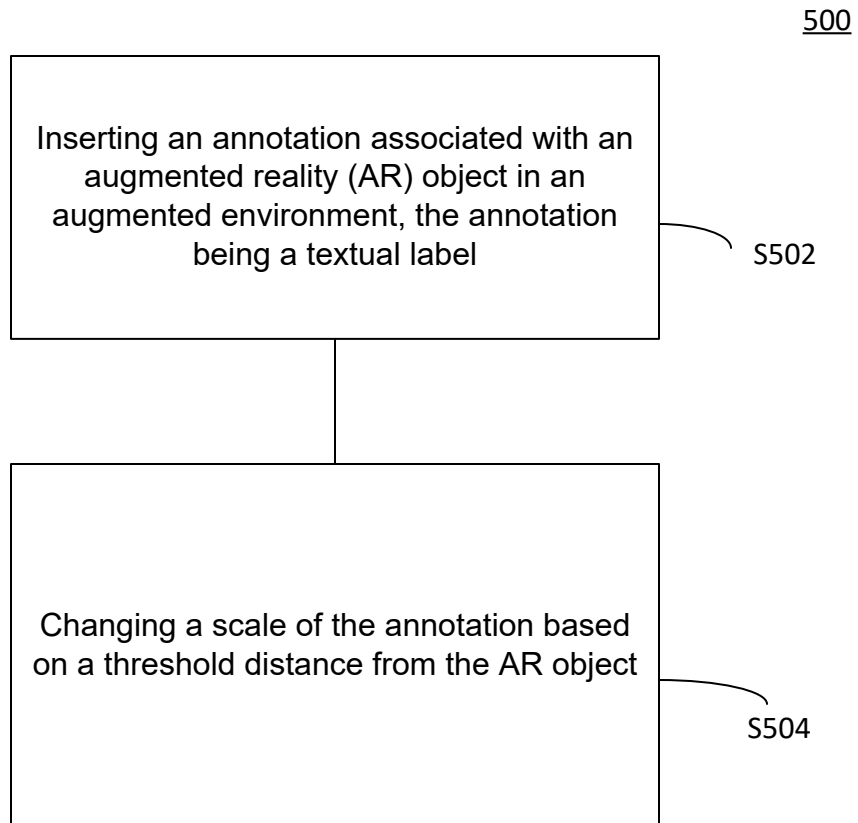 500
Inserting an annotation associated with an
augmented reality (AR) object in an
augmented environment, the annotation
being a textual label
S502
Changing a scale of the annotation based
on a threshold distance from the AR object
S504